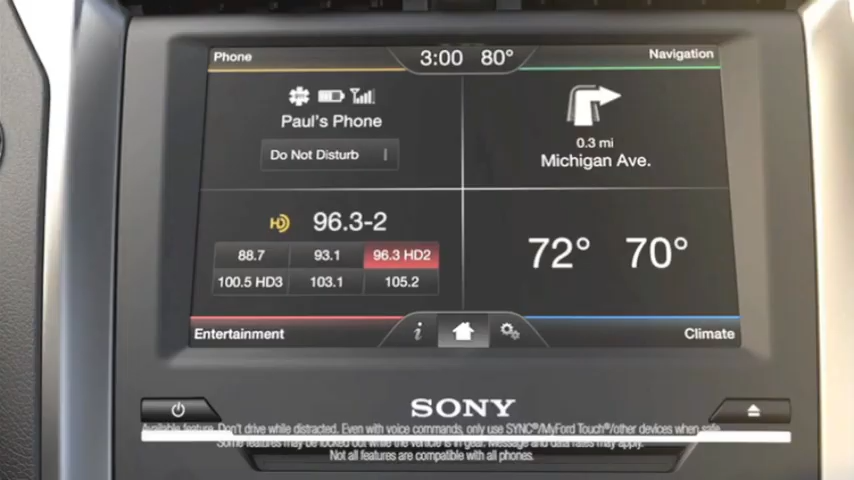 Phone
3:00 80°
Navigation
Paul's Phone
Do Not Disturb
0.3 mi
Michigan Ave.
HD 96.3-2
88.7 93.1 96.3 HD2
100.5 HD3 103.1 105.2
72° 70°
Entertainment
i
Climate
SONY
Available feature. Don't drive while distracted. Even with voice commands, only use SYNC®/MyFord Touch®/other devices when safe.
Some features may be locked out while the vehicle is in gear. Message and data rates may apply.
Not all features are compatible with all phones.